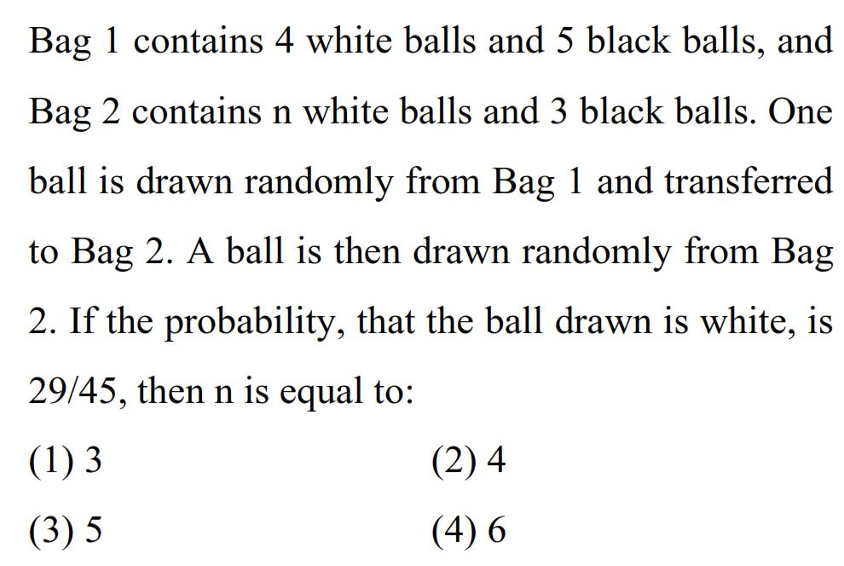 Bag 1 contains 4 white balls and 5 black balls, and
Bag 2 contains n white balls and 3 black balls. One
ball is drawn randomly from Bag 1 and transferred
to Bag 2. A ball is then drawn randomly from Bag
2. If the probability, that the ball drawn is white, is
29/45, then n is equal to:
(1) 3 (2) 4
(3) 5 (4) 6